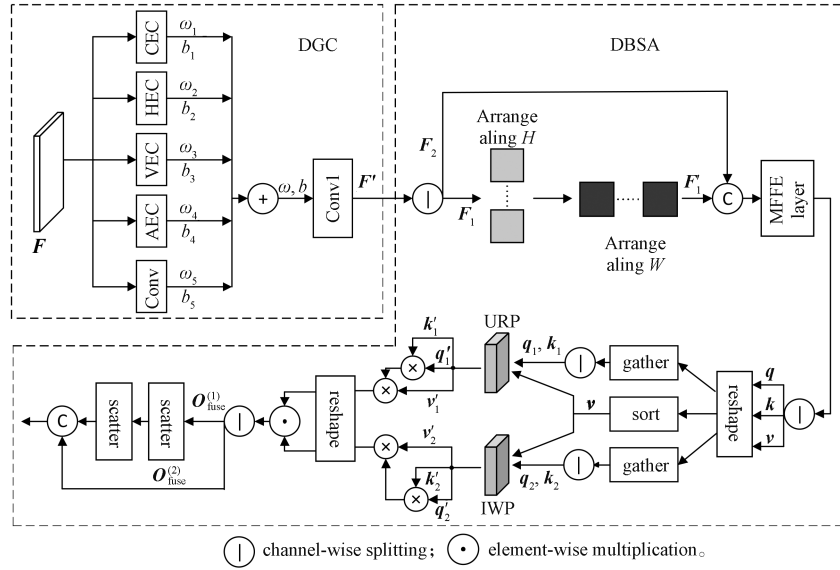 DGC
CEC
ω₁
b₁
HEC
ω₂
b₂
VEC
ω₃
b₃
AEC
ω₄
b₄
Conv
ω₅
b₅
F
+
ω, b
Conv1
F'
DBSA
|
F₂
F₁
Arrange
aling H
Arrange
aling W
F'₁
C
MFFE
layer
|
q
k
v
reshape
gather
sort
gather
|
q₁, k₁
v
|
q₂, k₂
URP
IWP
k'₁
q'₁
v'₁
×
×
v'₂
k'₂
q'₂
×
×
reshape
•
|
O⁽¹⁾fuse
O⁽²⁾fuse
scatter
scatter
C
| channel-wise splitting; • element-wise multiplication。